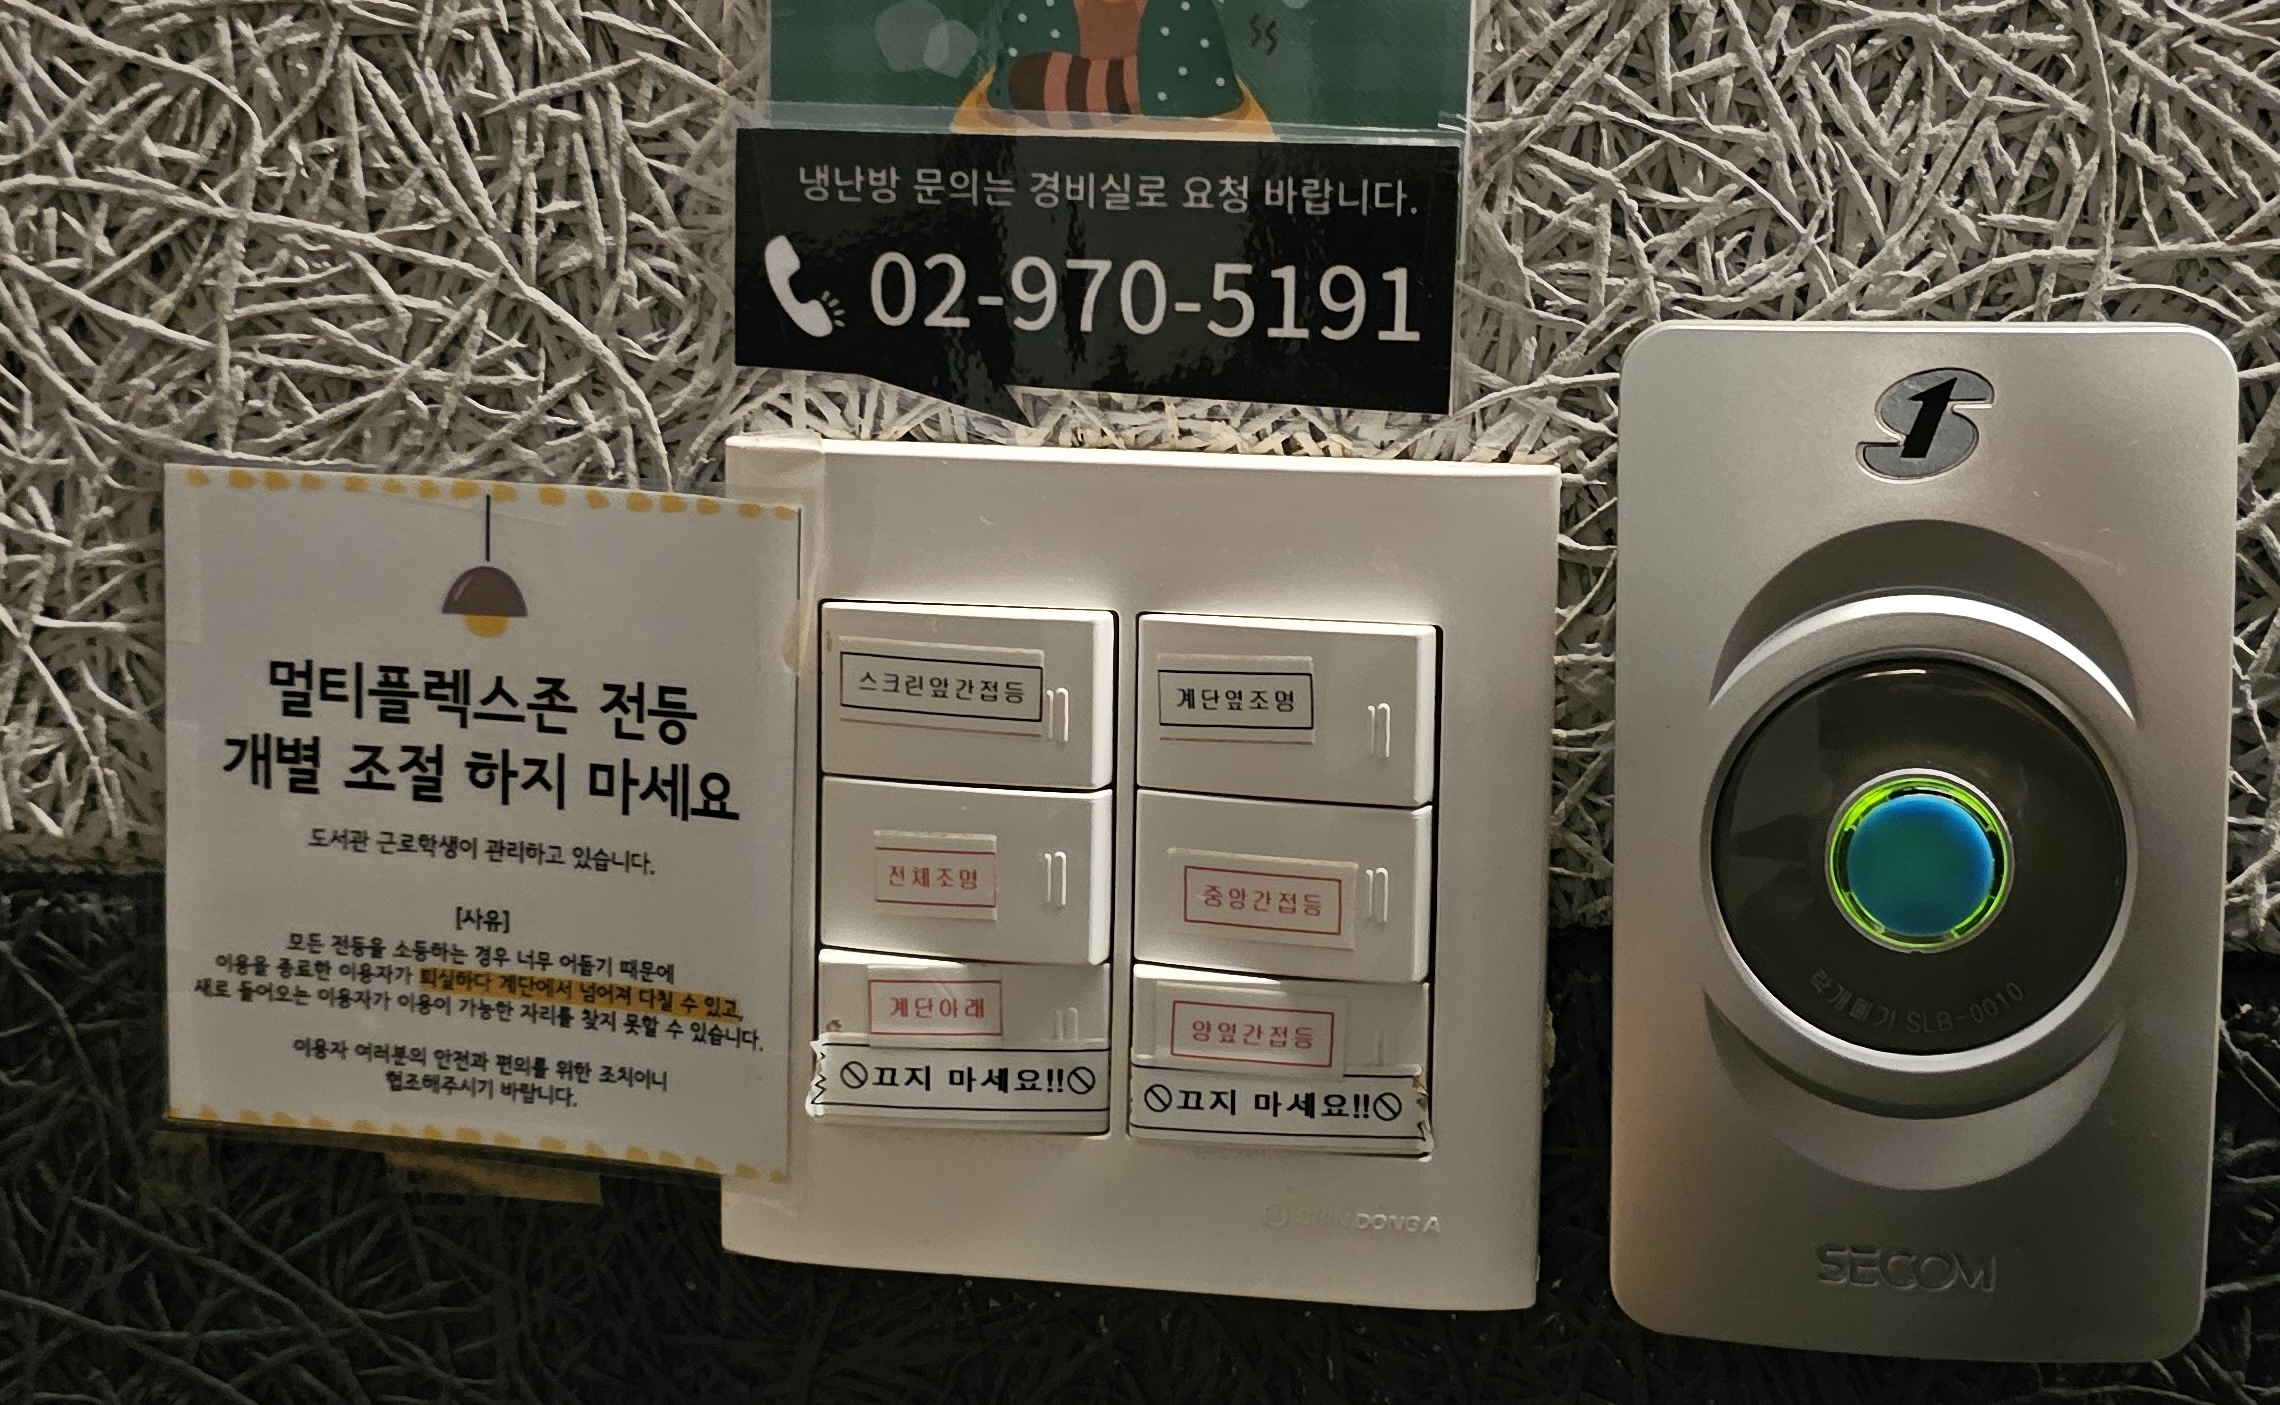 냉난방 문의는 경비실로 요청 바랍니다.
02-970-5191
멀티플렉스존 전등
개별 조절 하지 마세요
도서관 근로학생이 관리하고 있습니다.
[사유]
모든 전등을 소등하는 경우 너무 어둡기 때문에
이용을 종료한 이용자가 퇴실하다 계단에서 넘어져 다칠 수 있고,
새로 들어오는 이용자가 이용이 가능한 자리를 찾지 못할 수 있습니다.
이용자 여러분의 안전과 편의를 위한 조치이니
협조해주시기 바랍니다.
스크린앞간접등
계단옆조명
전체조명
중앙간접등
계단아래
양옆간접등
끄지 마세요!!
끄지 마세요!!
SHIN DONGA
S1
락개폐기 SLB-0010
SECOM